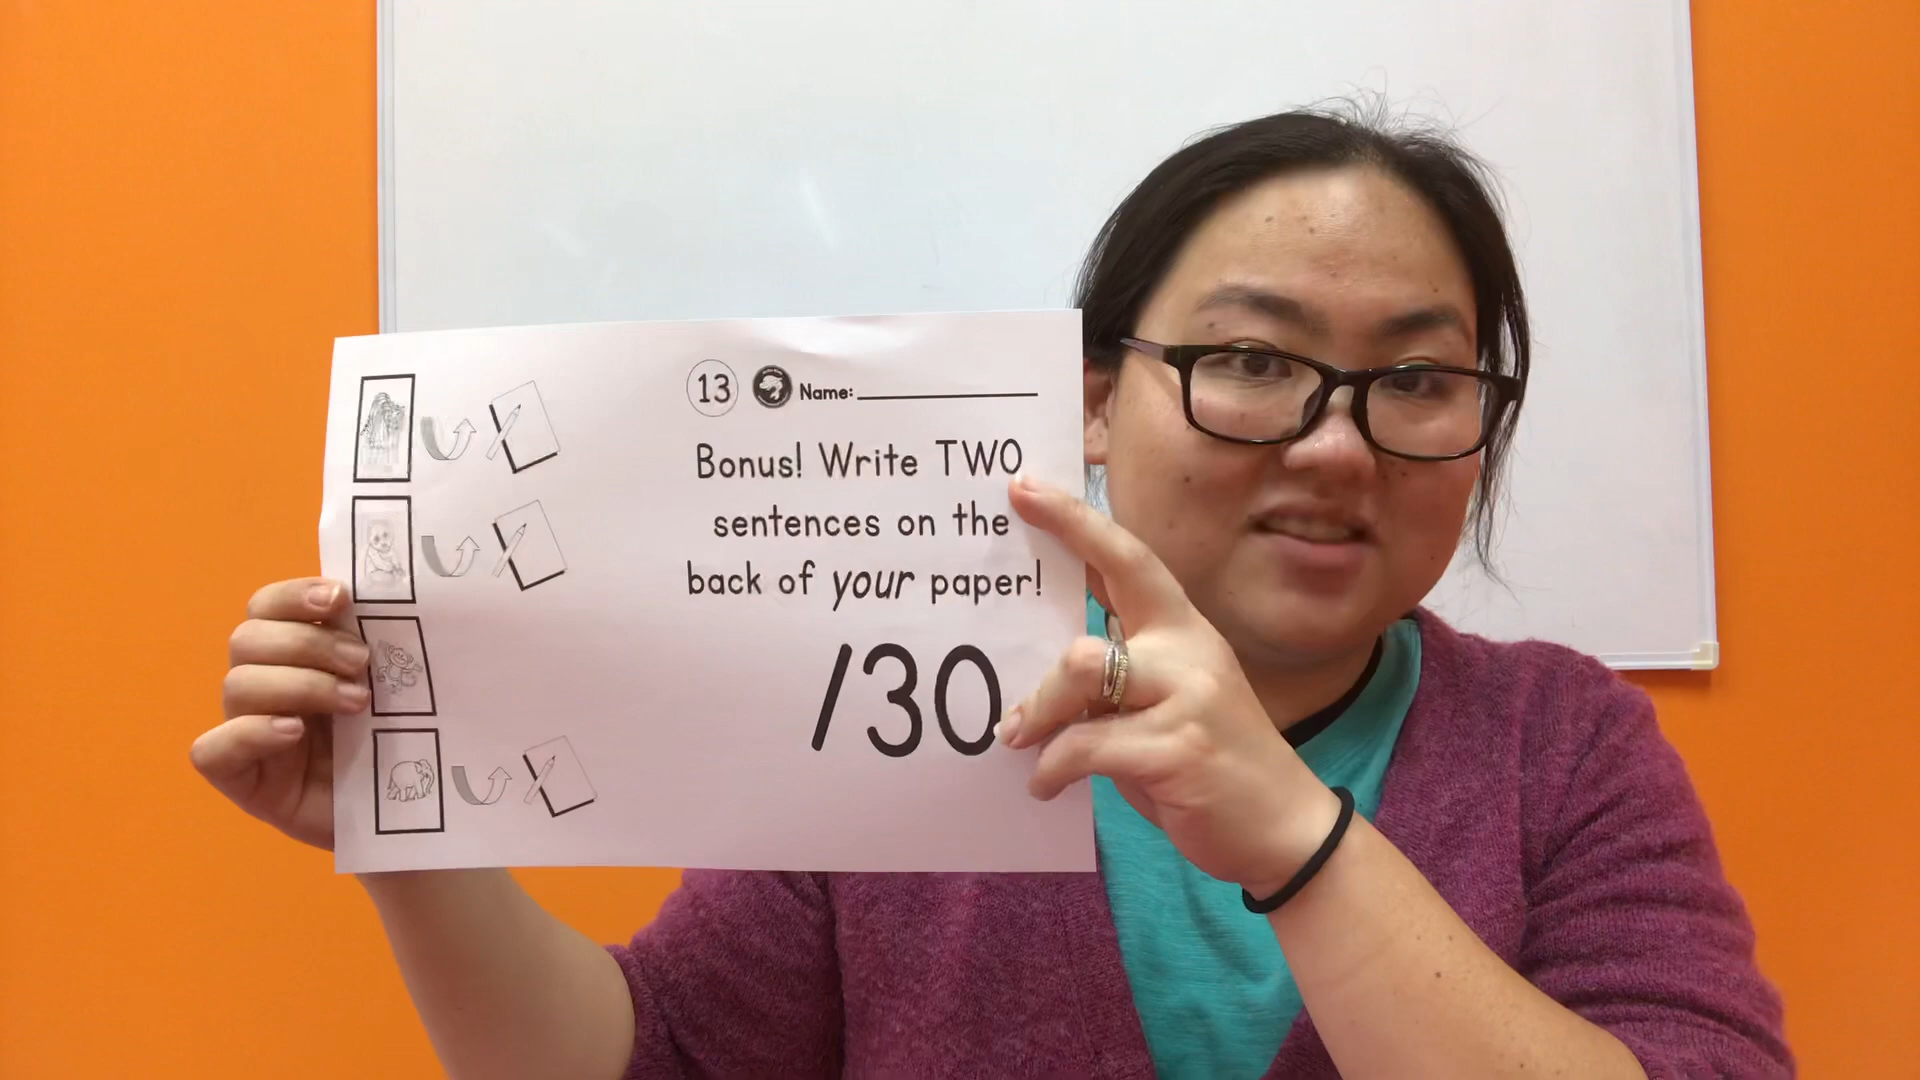 13 Name:
Bonus! Write TWO
sentences on the
back of your paper!
/30